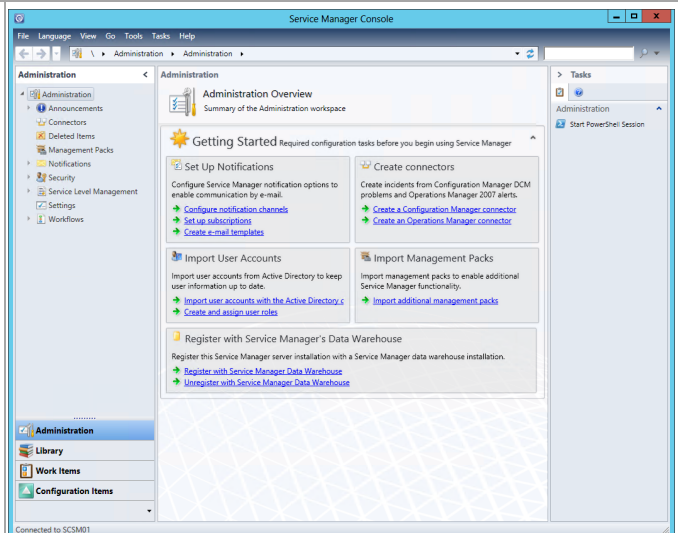 Service Manager Console
File Language View Go Tools Tasks Help
\ Administration Administration
Administration <
Administration
Announcements
Connectors
Deleted Items
Management Packs
Notifications
Security
Service Level Management
Settings
Workflows
Administration
Library
Work Items
Configuration Items
Administration
Administration Overview
Summary of the Administration workspace
Getting Started Required configuration tasks before you begin using Service Manager
Set Up Notifications
Configure Service Manager notification options to
enable communication by e-mail.
Configure notification channels
Set up subscriptions
Create e-mail templates
Create connectors
Create incidents from Configuration Manager DCM
problems and Operations Manager 2007 alerts.
Create a Configuration Manager connector
Create an Operations Manager connector
Import User Accounts
Import user accounts from Active Directory to keep
user information up to date.
Import user accounts with the Active Directory c
Create and assign user roles
Import Management Packs
Import management packs to enable additional
Service Manager functionality.
Import additional management packs
Register with Service Manager's Data Warehouse
Register this Service Manager server installation with a Service Manager data warehouse installation.
Register with Service Manager Data Warehouse
Unregister with Service Manager Data Warehouse
> Tasks
Administration
Start PowerShell Session
Connected to SCSM01